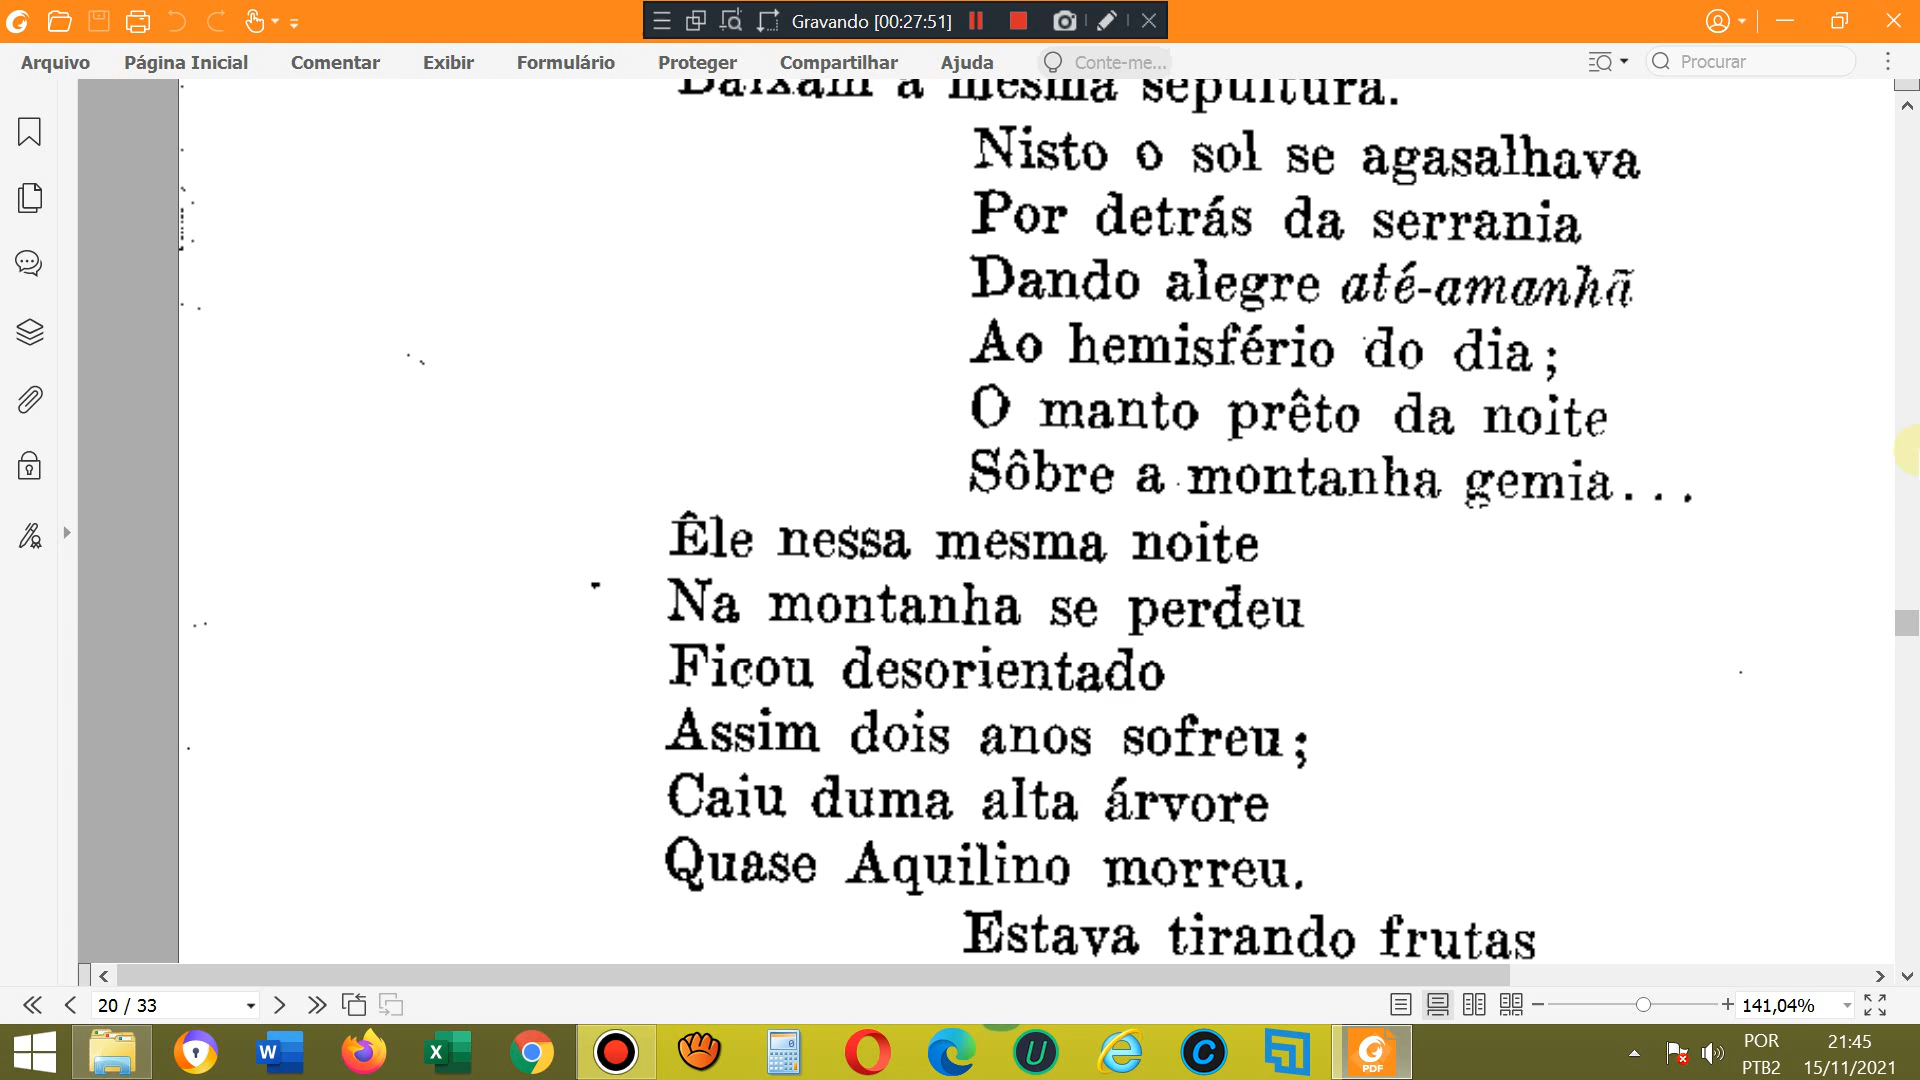 Gravando [00:27:51]
Arquivo Página Inicial Comentar Exibir Formulário Proteger Compartilhar Ajuda Conte-me... Procurar
Baixam a mesma sepultura.
Nisto o sol se agasalhava
Por detrás da serrania
Dando alegre até-amanhã
Ao hemisfério do dia;
O manto prêto da noite
Sôbre a montanha gemia...
Êle nessa mesma noite
Na montanha se perdeu
Ficou desorientado
Assim dois anos sofreu;
Caiu duma alta árvore
Quase Aquilino morreu.
Estava tirando frutas
20 / 33
141,04%
POR 21:45
PTB2 15/11/2021